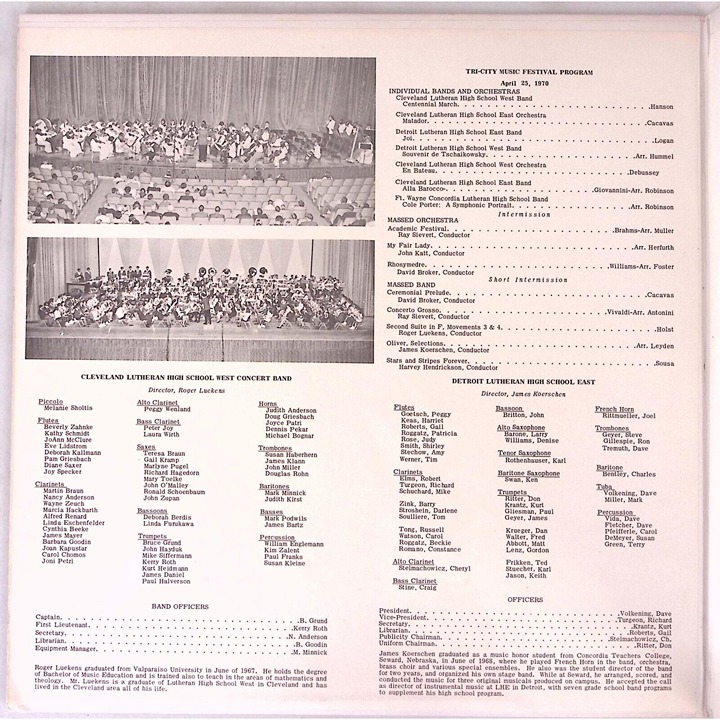 TRI-CITY MUSIC FESTIVAL PROGRAM
April 25, 1970
INDIVIDUAL BANDS AND ORCHESTRAS
Cleveland Lutheran High School West Band
Centennial March. . . . . . . . . . . . . . . . . . . . .Hanson
Cleveland Lutheran High School East Orchestra
Matador. . . . . . . . . . . . . . . . . . . . .Cacavas
Detroit Lutheran High School East Band
Joi. . . . . . . . . . . . . . . . . . . . .Logan
Detroit Lutheran High School West Band
Souvenir de Tschaikowsky. . . . . . . . . . . . . . .Arr. Hummel
Cleveland Lutheran High School West Orchestra
En Bateau. . . . . . . . . . . . . . . . . . .Debussey
Cleveland Lutheran High School East Band
Alla Barocco. . . . . . . . . . . . . . .Giovannini-Arr. Robinson
Ft. Wayne Concordia Lutheran High School Band
Cole Porter: A Symphonic Portrait. . . . . . . . . . . .Arr. Robinson
Intermission
MASSED ORCHESTRA
Academic Festival. . . . . . . . . . . . . . . . .Brahms-Arr. Muller
Ray Sievert, Conductor
My Fair Lady. . . . . . . . . . . . . . . . . . .Arr. Herfurth
John Katt, Conductor
Rhosymedre. . . . . . . . . . . . . . . . .Williams-Arr. Foster
David Broker, Conductor
Short Intermission
MASSED BAND
Ceremonial Prelude. . . . . . . . . . . . . . . . . . .Cacavas
David Broker, Conductor
Concerto Grosso. . . . . . . . . . . . . . . . .Vivaldi-Arr. Antonini
Ray Sievert, Conductor
Second Suite in F, Movements 3 & 4. . . . . . . . . . . . . .Holst
Roger Luekens, Conductor
Oliver, Selections. . . . . . . . . . . . . . . . . .Arr. Leyden
James Koerschen, Conductor
Stars and Stripes Forever. . . . . . . . . . . . . . . . .Sousa
Harvey Hendrickson, Conductor
CLEVELAND LUTHERAN HIGH SCHOOL WEST CONCERT BAND
Director, Roger Luekens
Piccolo
Melanie Sholtis
Flutes
Beverly Zahnke
Kathy Schmidt
JoAnn McClure
Eve Lidstrom
Deborah Kallmann
Pam Griesbach
Diane Saxer
Joy Specker
Clarinets
Martin Braun
Nancy Anderson
Wayne Zeuch
Marcia Hackbarth
Alfred Renard
Linda Eschenfelder
Cynthia Beeke
James Mayer
Barbara Goodin
Joan Kapustar
Carol Chomos
Joni Petri
Alto Clarinet
Peggy Wenland
Bass Clarinet
Peter Joy
Laura Wirth
Saxes
Teresa Braun
Gail Kramp
Marlyne Pugel
Richard Hagedorn
Mary Toelke
John O'Malley
Ronald Schoenbaum
John Zupan
Bassoons
Deborah Berdis
Linda Furukawa
Trumpets
Bruce Grund
John Hayduk
Mike Siffermann
Kerry Roth
Kurt Heidmann
James Daniel
Paul Halverson
Horns
Judith Anderson
Doug Griesbach
Joyce Patri
Dennis Pekar
Michael Bognar
Trombones
Susan Haberhern
James Klann
John Miller
Douglas Rohn
Baritones
Mark Minnick
Judith Kirst
Basses
Mark Podwils
James Bartz
Percussion
William Englemann
Kim Zalent
Paul Franks
Susan Kleine
BAND OFFICERS
Captain. . . . . . . . . . . . . . . . . . . . . .B. Grund
First Lieutenant. . . . . . . . . . . . . . . . . . .Kerry Roth
Secretary. . . . . . . . . . . . . . . . . . . . .N. Anderson
Librarian. . . . . . . . . . . . . . . . . . . . . .B. Goodin
Equipment Manager. . . . . . . . . . . . . . . . . . .M. Minnick
Roger Luekens graduated from Valparaiso University in June of 1967. He holds the degree
of Bachelor of Music Education and is trained also to teach in the areas of mathematics and
theology. Mr. Luekens is a graduate of Lutheran High School West in Cleveland and has
lived in the Cleveland area all of his life.
DETROIT LUTHERAN HIGH SCHOOL EAST
Director, James Koerschen
Flutes
Goetsch, Peggy
Keas, Harriet
Roberts, Gail
Roggatz, Patricia
Rose, Judy
Smith, Shirley
Stechow, Amy
Werner, Tim
Clarinets
Elms, Robert
Turgeon, Richard
Schuchard, Mike
Zink, Barry
Stroshein, Darlene
Soulliere, Tom
Tong, Russell
Watson, Carol
Roggatz, Beckie
Romano, Constance
Alto Clarinet
Stelmachowicz, Cheryl
Bass Clarinet
Stine, Craig
Bassoon
Britton, John
Alto Saxophone
Barone, Larry
Williams, Denise
Tenor Saxophone
Rothenhauser, Karl
Baritone Saxophone
Swan, Ken
Trumpets
Ritter, Don
Krantz, Kurt
Gliesman, Paul
Geyer, James
Krueger, Dan
Walter, Fred
Abbott, Matt
Lenz, Gordon
Frikken, Ted
Stuecher, Karl
Jason, Keith
French Horn
Rittmueller, Joel
Trombones
Geyer, Steve
Gillespie, Ron
Tremuth, Dave
Baritone
Bentley, Charles
Tuba
Volkening, Dave
Miller, Mark
Percussion
Vida, Dave
Fletcher, Dave
Pfeifferle, Carol
DeMeyer, Susan
Green, Terry
OFFICERS
President. . . . . . . . . . . . . . . . . . .Volkening, Dave
Vice-President. . . . . . . . . . . . . . . . . .Turgeon, Richard
Secretary. . . . . . . . . . . . . . . . . . . .Krantz, Kurt
Librarian. . . . . . . . . . . . . . . . . . . .Roberts, Gail
Publicity Chairman. . . . . . . . . . . . . . . .Stelmachowicz, Ch.
Uniform Chairman. . . . . . . . . . . . . . . . . . .Ritter, Don
James Koerschen graduated as a music honor student from Concordia Teachers College,
Seward, Nebraska, in June of 1968, where he played French Horn in the band, orchestra,
brass choir and various special ensembles. He also was the student director of the band
for two years, and organized his own stage band. While at Seward, he arranged, scored, and
conducted the music for three original musicals produced on campus. He accepted the call
as director of instrumental music at LHE in Detroit, with seven grade school band programs
to supplement his high school program.